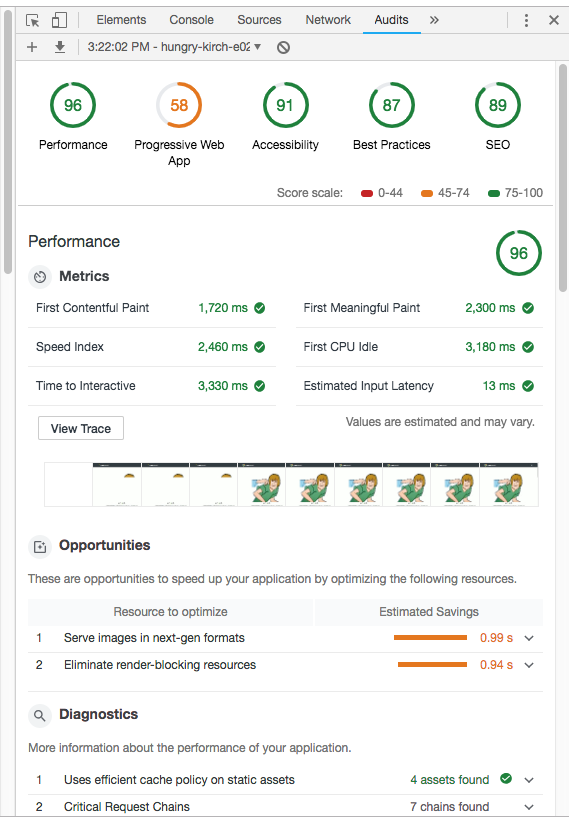 Elements Console Sources Network Audits »
3:22:02 PM - hungry-kirch-e02
96 58 91 87 89
Performance Progressive Web App Accessibility Best Practices SEO
Score scale: 0-44 45-74 75-100
Performance
96
Metrics
First Contentful Paint 1,720 ms First Meaningful Paint 2,300 ms
Speed Index 2,460 ms First CPU Idle 3,180 ms
Time to Interactive 3,330 ms Estimated Input Latency 13 ms
View Trace Values are estimated and may vary.
Opportunities
These are opportunities to speed up your application by optimizing the following resources.
Resource to optimize Estimated Savings
1 Serve images in next-gen formats 0.99 s
2 Eliminate render-blocking resources 0.94 s
Diagnostics
More information about the performance of your application.
1 Uses efficient cache policy on static assets 4 assets found
2 Critical Request Chains 7 chains found